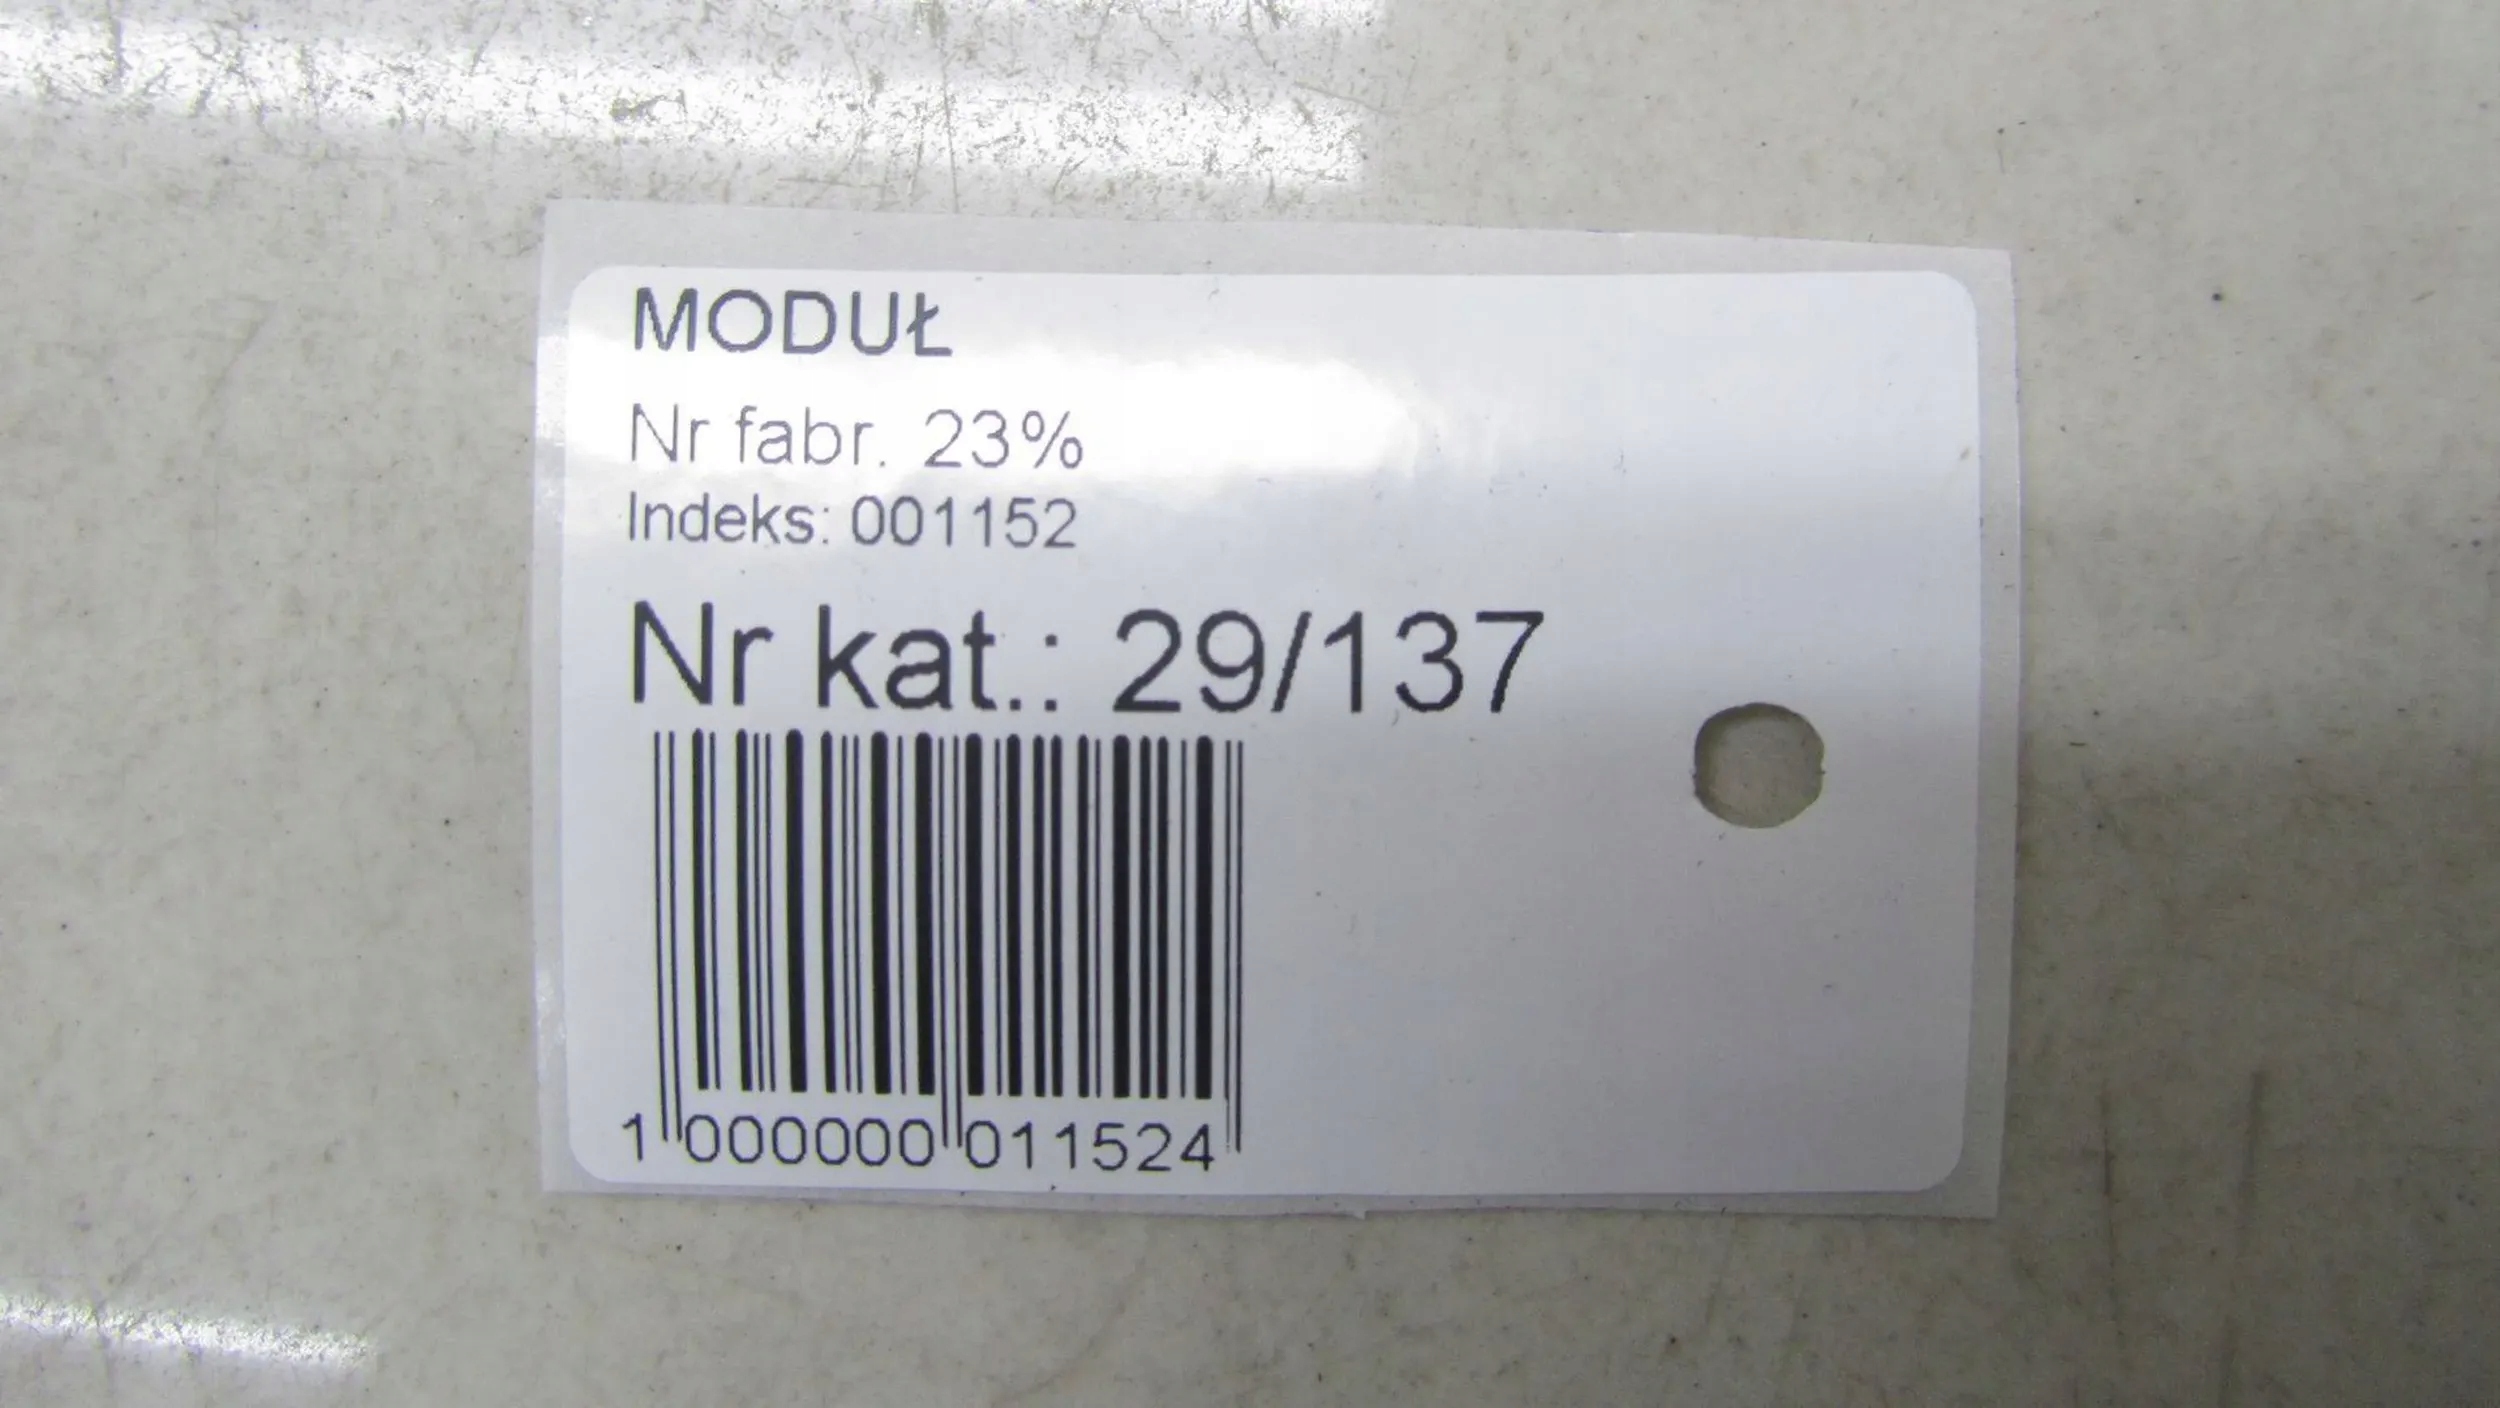 MODUŁ
Nr fabr. 23%
Indeks: 001152
Nr kat.: 29/137
1 000000 011524